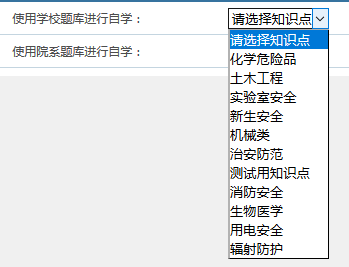 使用学校题库进行自学： 请选择知识点
使用院系题库进行自学：
请选择知识点
化学危险品
土木工程
实验室安全
新生安全
机械类
治安防范
测试用知识点
消防安全
生物医学
用电安全
辐射防护